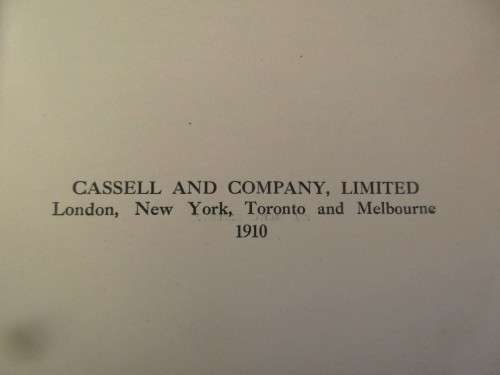 CASSELL AND COMPANY, LIMITED
London, New York, Toronto and Melbourne
1910